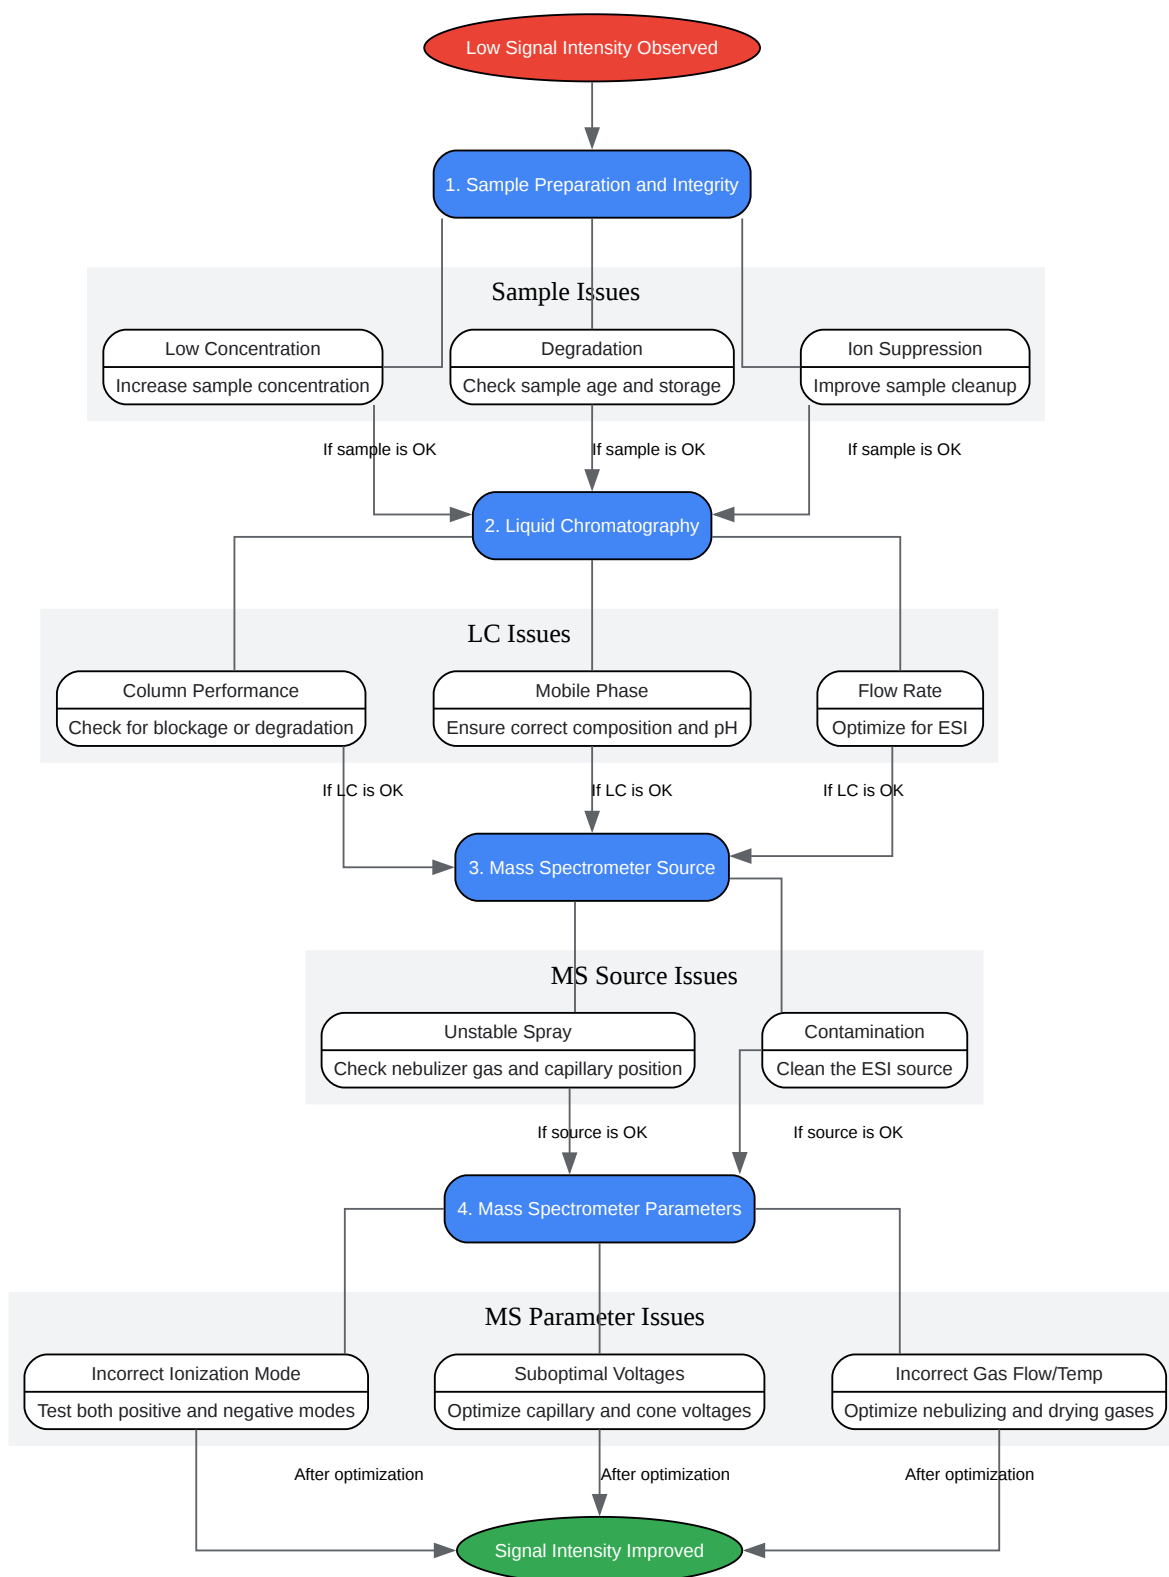 Low Signal Intensity Observed
1. Sample Preparation and Integrity
Sample Issues
Low Concentration
Increase sample concentration
Degradation
Check sample age and storage
Ion Suppression
Improve sample cleanup
If sample is OK
If sample is OK
If sample is OK
2. Liquid Chromatography
LC Issues
Column Performance
Check for blockage or degradation
Mobile Phase
Ensure correct composition and pH
Flow Rate
Optimize for ESI
If LC is OK
If LC is OK
If LC is OK
3. Mass Spectrometer Source
MS Source Issues
Unstable Spray
Check nebulizer gas and capillary position
Contamination
Clean the ESI source
If source is OK
If source is OK
4. Mass Spectrometer Parameters
MS Parameter Issues
Incorrect Ionization Mode
Test both positive and negative modes
Suboptimal Voltages
Optimize capillary and cone voltages
Incorrect Gas Flow/Temp
Optimize nebulizing and drying gases
After optimization
After optimization
After optimization
Signal Intensity Improved